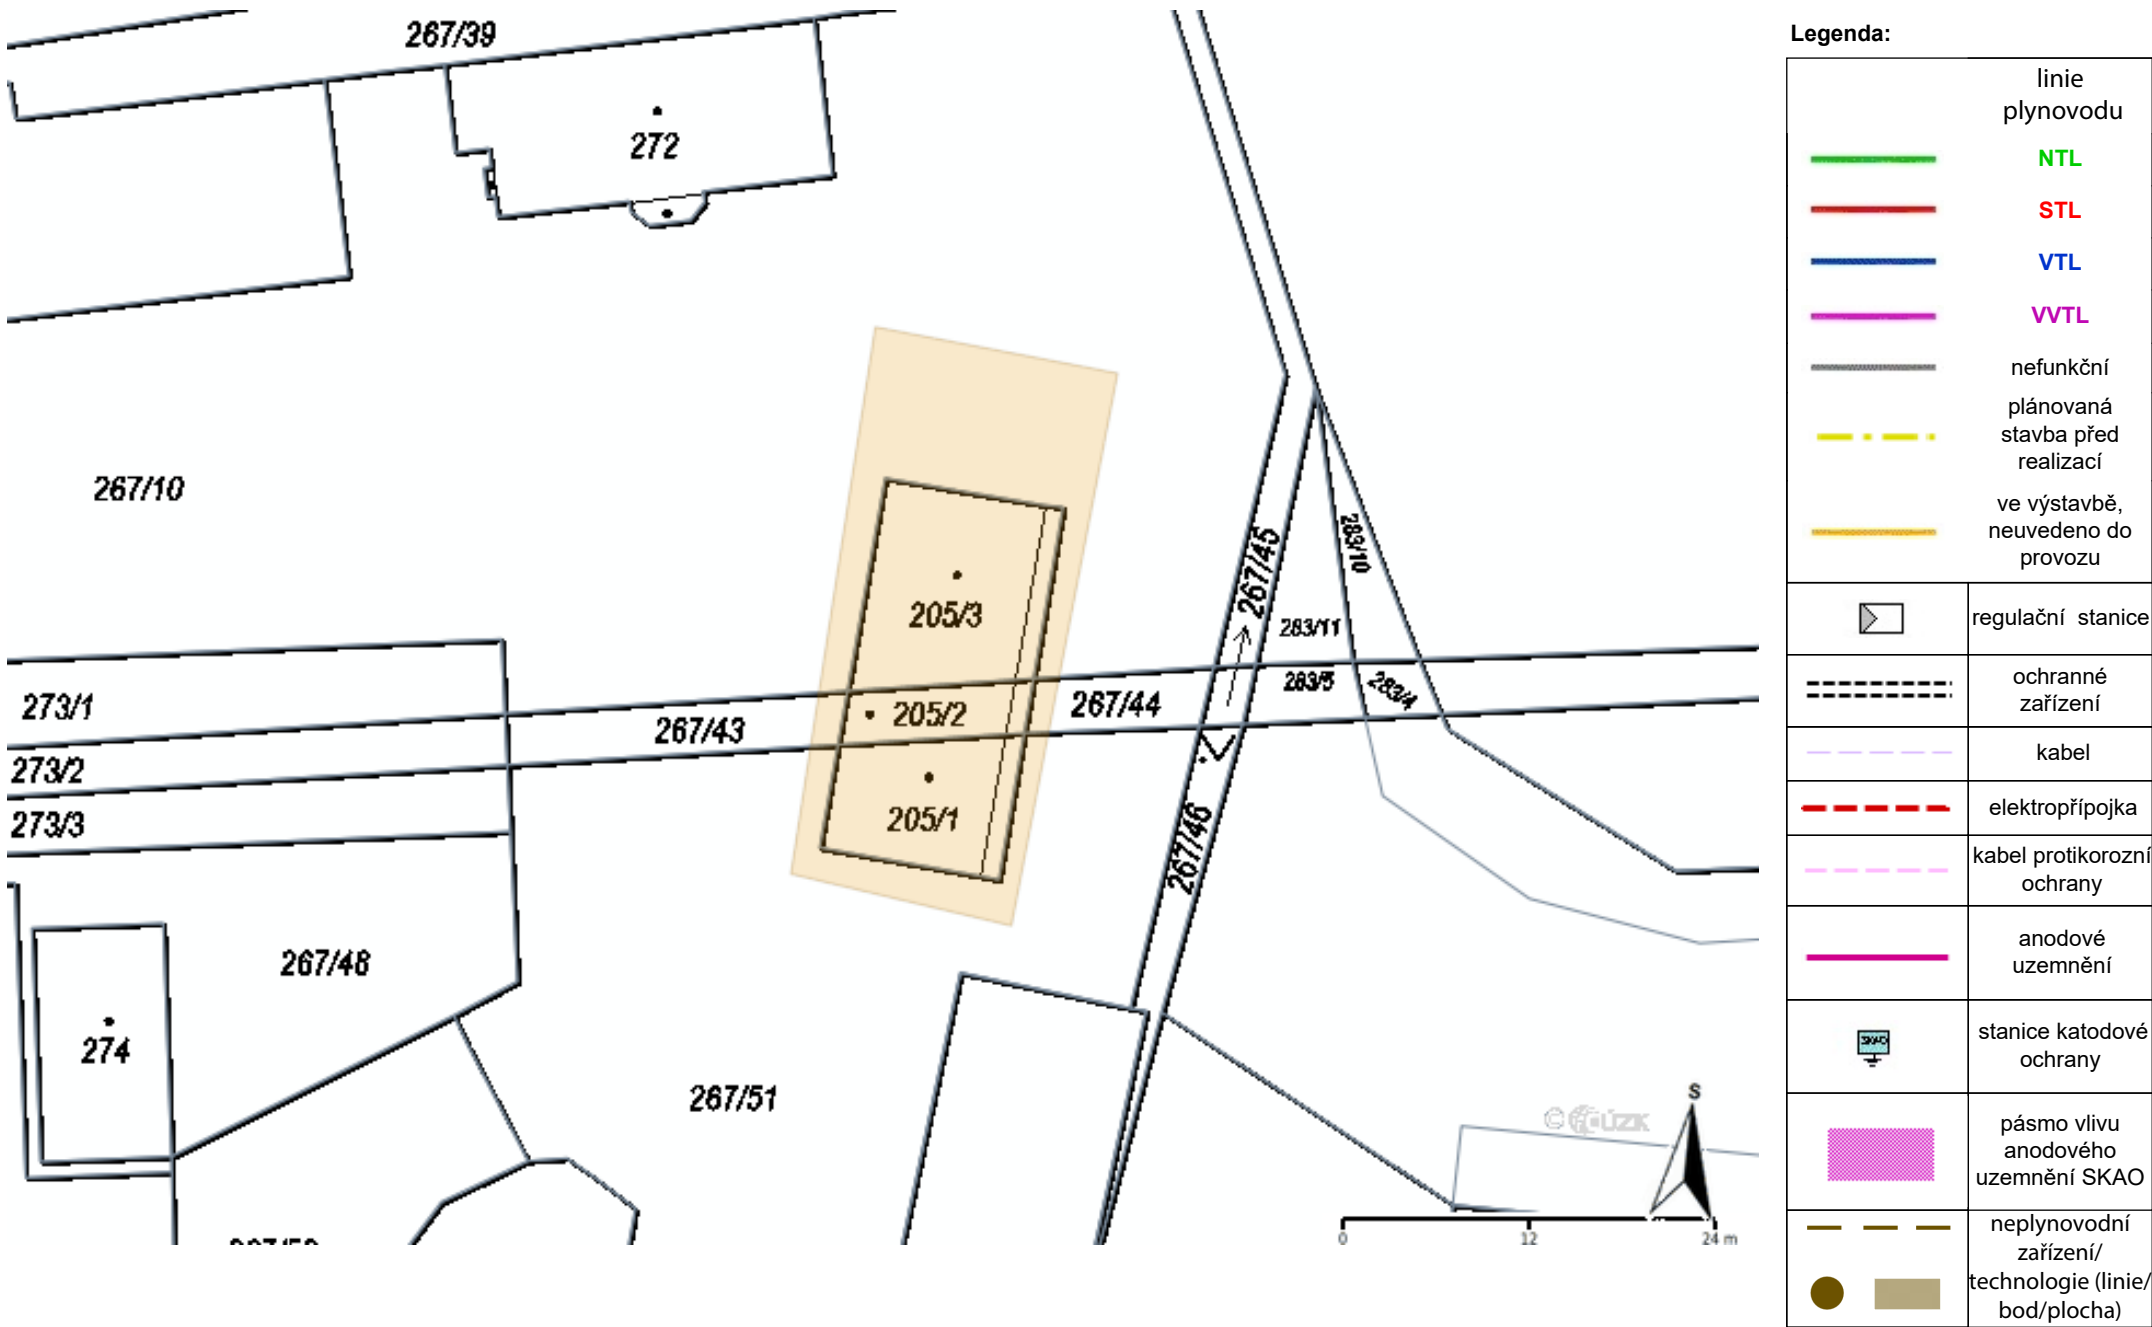 267/39
272
267/10
205/3
267/45
283/10
283/11
283/5
283/4
273/1
267/43
205/2
267/44
273/2
273/3
205/1
267/46
267/48
274
267/51
S
© ČÚZK
0 12 24 m
Legenda:
linie
plynovodu
NTL
STL
VTL
VVTL
nefunkční
plánovaná
stavba před
realizací
ve výstavbě,
neuvedeno do
provozu
regulační stanice
ochranné
zařízení
kabel
elektropřípojka
kabel protikorozní
ochrany
anodové
uzemnění
SKAO
stanice katodové
ochrany
pásmo vlivu
anodového
uzemnění SKAO
neplynovodní
zařízení/
technologie (linie/
bod/plocha)